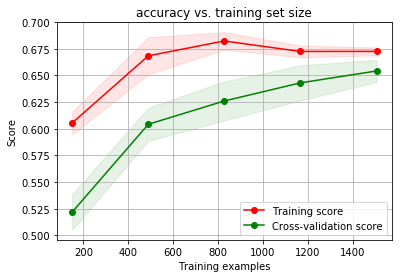 accuracy vs. training set size
0.700
0.675
0.650
0.625
0.600
0.575
0.550
0.525
0.500
Score
Training score
Cross-validation score
200 400 600 800 1000 1200 1400
Training examples